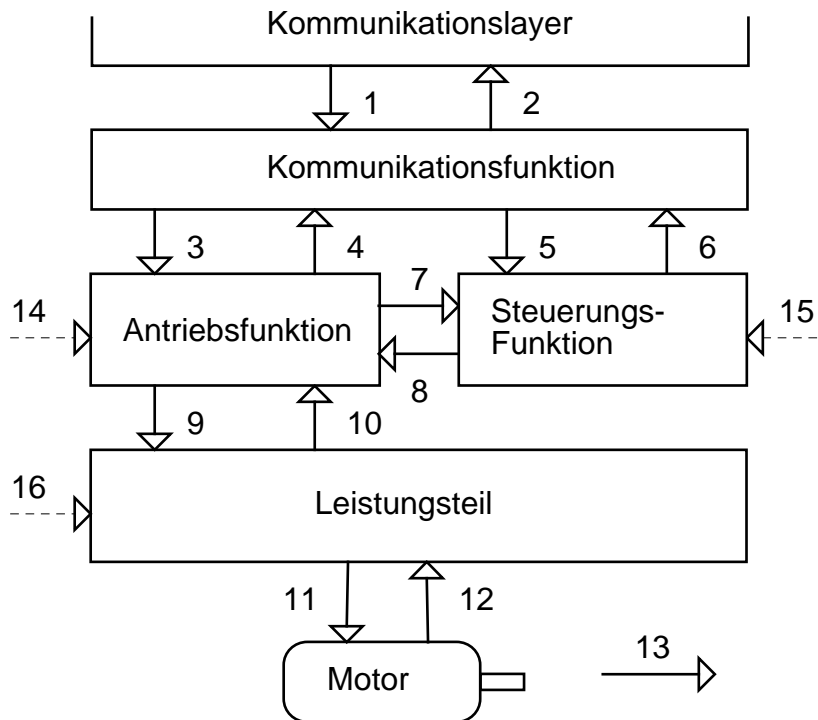 Kommunikationslayer
1 2
Kommunikationsfunktion
3 4 5 6
14 7 15
Antriebsfunktion
Steuerungs-
Funktion
8
9 10
16
Leistungsteil
11 12
13
Motor